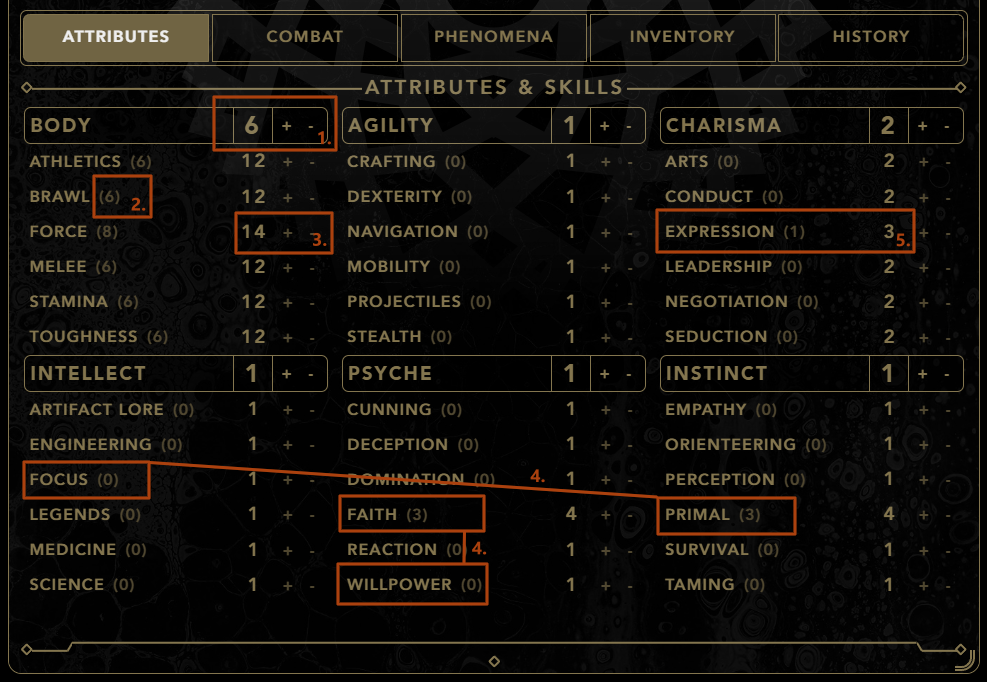 ATTRIBUTES COMBAT PHENOMENA INVENTORY HISTORY
ATTRIBUTES & SKILLS
BODY 6 + - 1. AGILITY 1 + - CHARISMA 2 + -
ATHLETICS (6) 12 + - CRAFTING (0) 1 + - ARTS (0) 2 + -
BRAWL (6) 2. 12 + - DEXTERITY (0) 1 + - CONDUCT (0) 2 + -
FORCE (8) 14 + 3. NAVIGATION (0) 1 + - EXPRESSION (1) 3 5. + -
MELEE (6) 12 + - MOBILITY (0) 1 + - LEADERSHIP (0) 2 + -
STAMINA (6) 12 + - PROJECTILES (0) 1 + - NEGOTIATION (0) 2 + -
TOUGHNESS (6) 12 + - STEALTH (0) 1 + - SEDUCTION (0) 2 + -
INTELLECT 1 + - PSYCHE 1 + - INSTINCT 1 + -
ARTIFACT LORE (0) 1 + - CUNNING (0) 1 + - EMPATHY (0) 1 + -
ENGINEERING (0) 1 + - DECEPTION (0) 1 + - ORIENTEERING (0) 1 + -
FOCUS (0) 1 + - DOMINATION (0) 4. 1 + - PERCEPTION (0) 1 + -
LEGENDS (0) 1 + - FAITH (3) 4 + - PRIMAL (3) 4 + -
MEDICINE (0) 1 + - REACTION (0) 4. 1 + - SURVIVAL (0) 1 + -
SCIENCE (0) 1 + - WILLPOWER (0) 1 + - TAMING (0) 1 + -